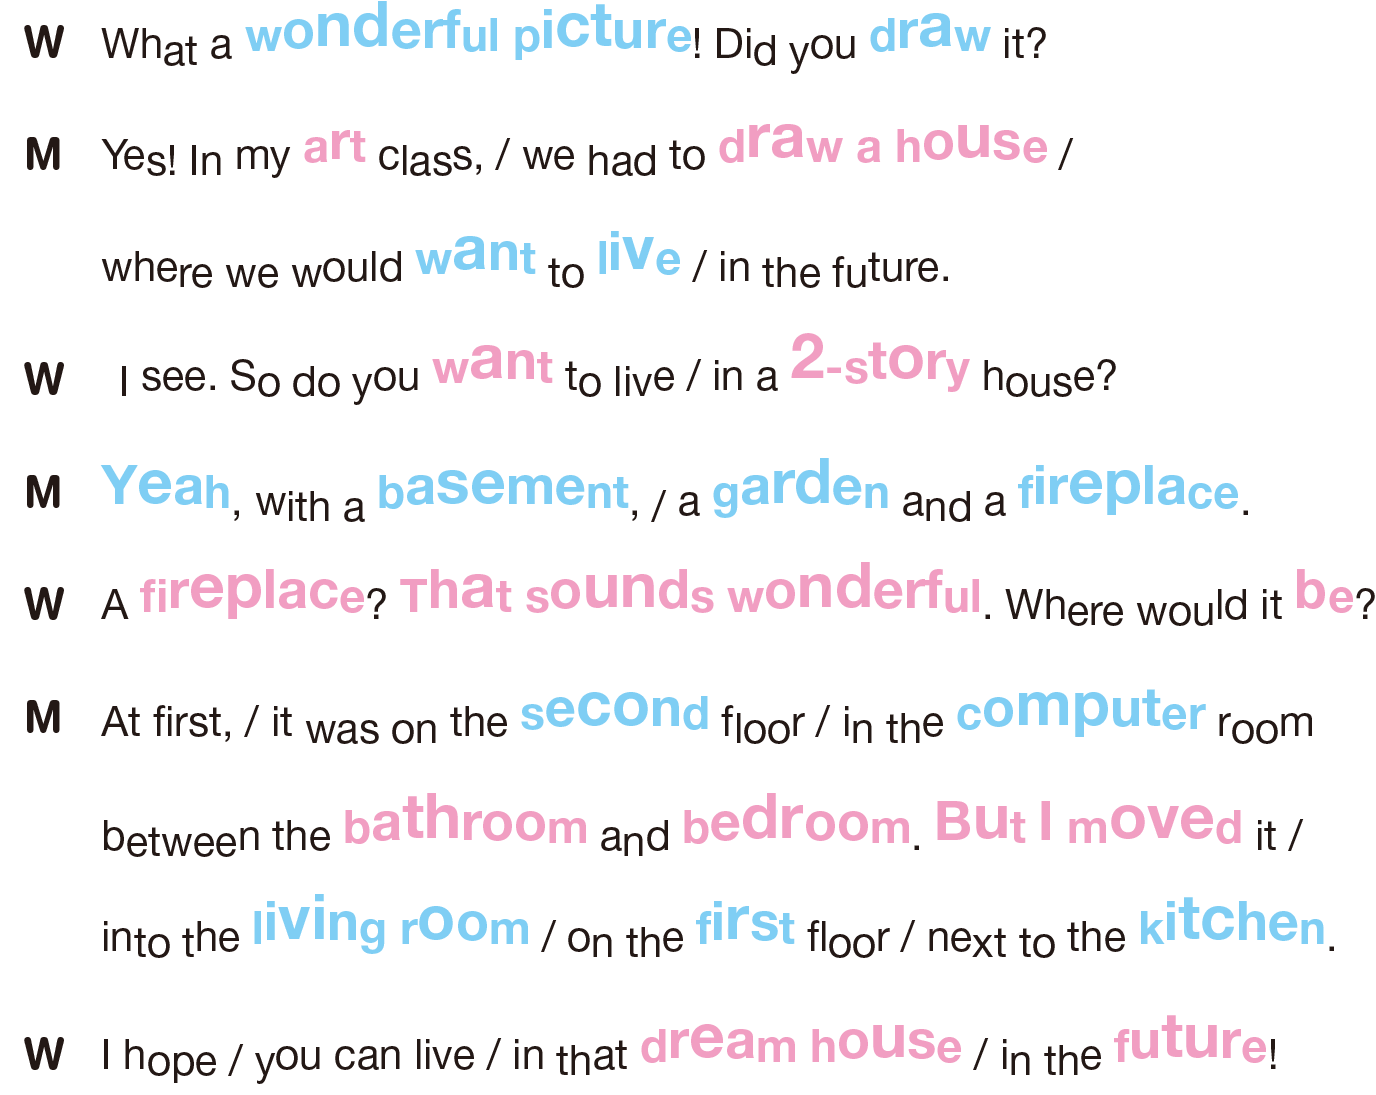 W What a wonderful picture! Did you draw it?
M Yes! In my art class, / we had to draw a house /
where we would want to live / in the future.
W I see. So do you want to live / in a 2-story house?
M Yeah, with a basement, / a garden and a fireplace.
W A fireplace? That sounds wonderful. Where would it be?
M At first, / it was on the second floor / in the computer room
between the bathroom and bedroom. But I moved it /
into the living room / on the first floor / next to the kitchen.
W I hope / you can live / in that dream house / in the future!